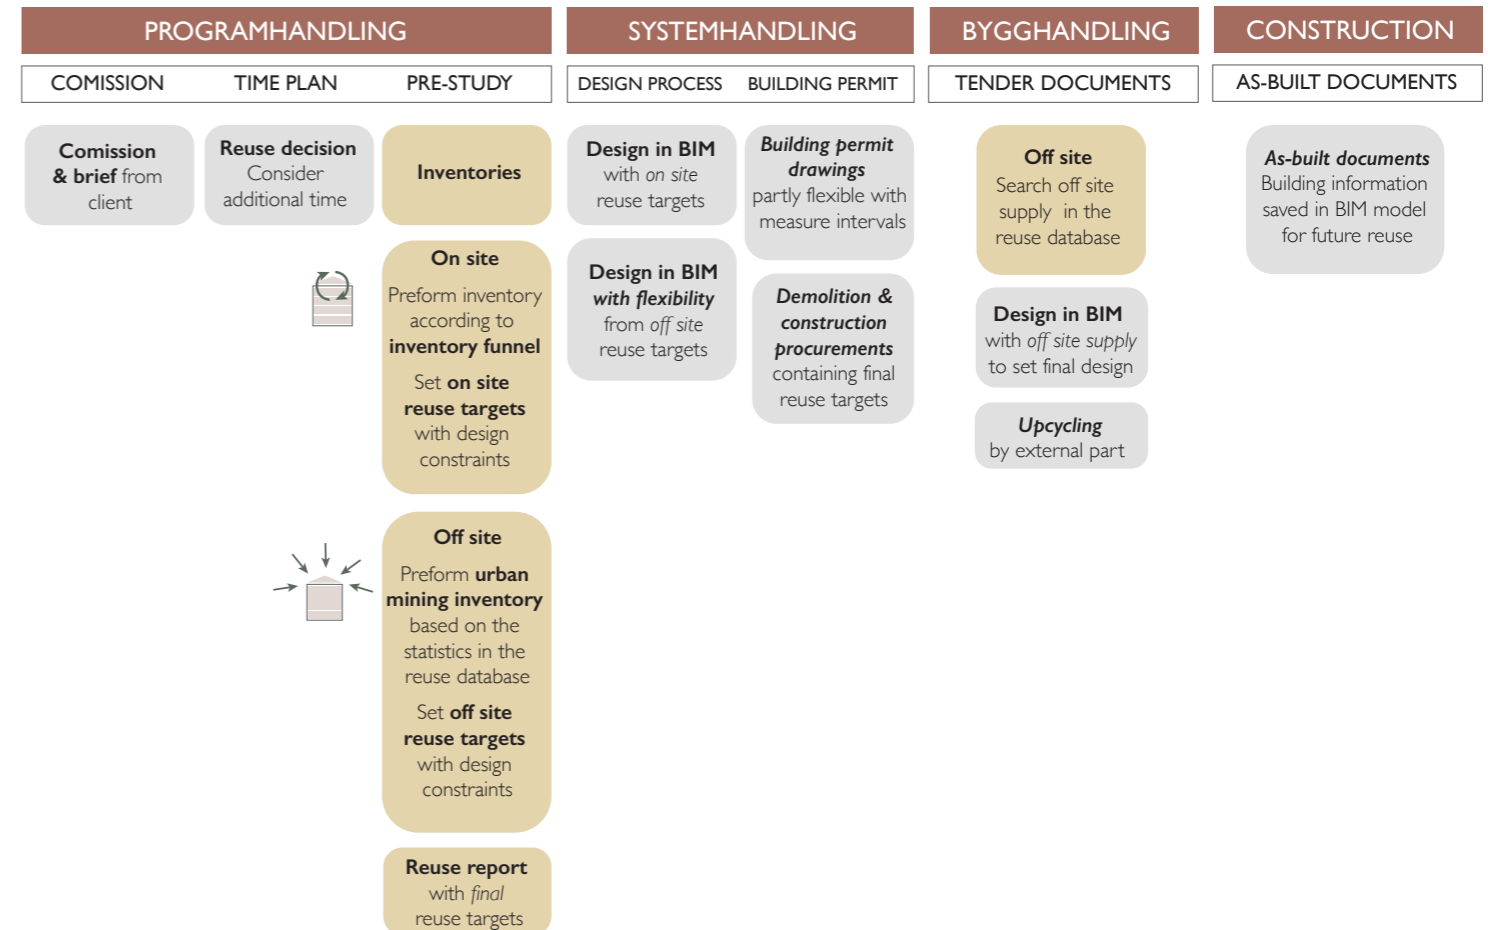 PROGRAMHANDLING
SYSTEMHANDLING
BYGGHANDLING
CONSTRUCTION
COMISSION
TIME PLAN
PRE-STUDY
DESIGN PROCESS
BUILDING PERMIT
TENDER DOCUMENTS
AS-BUILT DOCUMENTS
Comission
& brief from
client
Reuse decision
Consider
additional time
Inventories
On site
Preform inventory
according to
inventory funnel
Set on site
reuse targets
with design
constraints
Off site
Preform urban
mining inventory
based on the
statistics in the
reuse database
Set off site
reuse targets
with design
constraints
Reuse report
with final
reuse targets
Design in BIM
with on site
reuse targets
Design in BIM
with flexibility
from off site
reuse targets
Building permit
drawings
partly flexible with
measure intervals
Demolition &
construction
procurements
containing final
reuse targets
Off site
Search off site
supply in the
reuse database
Design in BIM
with off site supply
to set final design
Upcycling
by external part
As-built documents
Building information
saved in BIM model
for future reuse